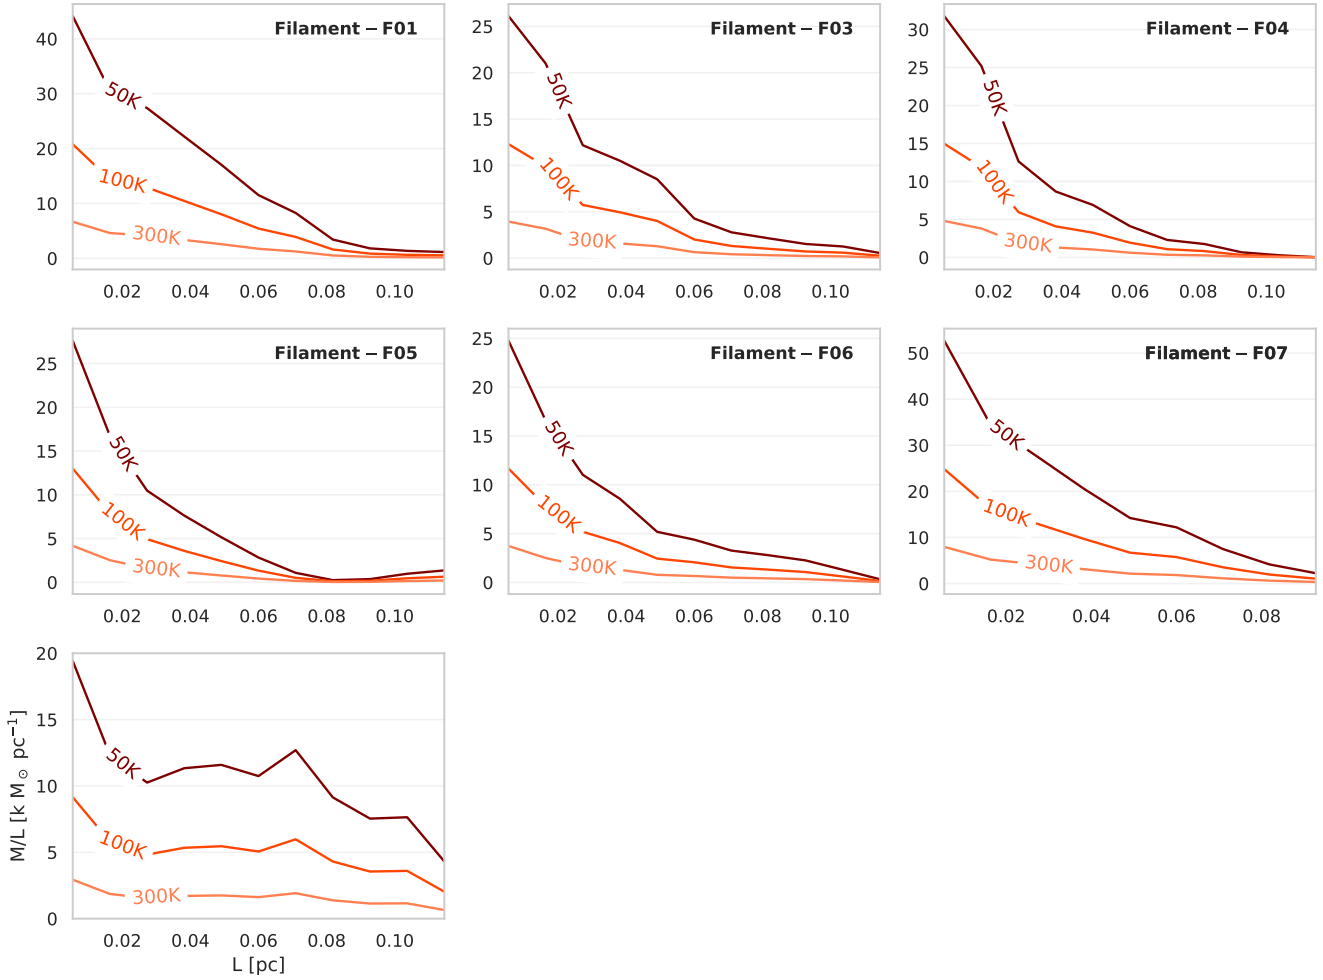 Filament – F01
40
30
20
10
0
50K
100K
300K
0.02 0.04 0.06 0.08 0.10
Filament – F03
25
20
15
10
5
0
50K
100K
300K
0.02 0.04 0.06 0.08 0.10
Filament – F04
30
25
20
15
10
5
0
50K
100K
300K
0.02 0.04 0.06 0.08 0.10
Filament – F05
25
20
15
10
5
0
50K
100K
300K
0.02 0.04 0.06 0.08 0.10
Filament – F06
25
20
15
10
5
0
50K
100K
300K
0.02 0.04 0.06 0.08 0.10
Filament – F07
50
40
30
20
10
0
50K
100K
300K
0.02 0.04 0.06 0.08
M/L [k M⊙ pc⁻¹]
20
15
10
5
0
50K
100K
300K
0.02 0.04 0.06 0.08 0.10
L [pc]